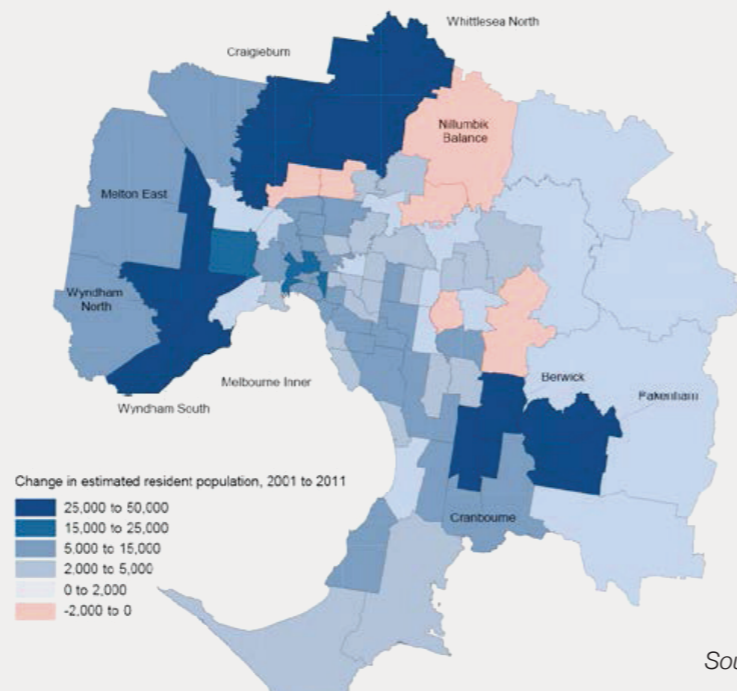 Whittlesea North
Craigieburn
Nillumbik
Balance
Melton East
Wyndham
North
Melbourne Inner
Berwick
Pakenham
Wyndham South
Change in estimated resident population, 2001 to 2011
25,000 to 50,000
15,000 to 25,000
5,000 to 15,000
2,000 to 5,000
0 to 2,000
-2,000 to 0
Cranbourne
Sou